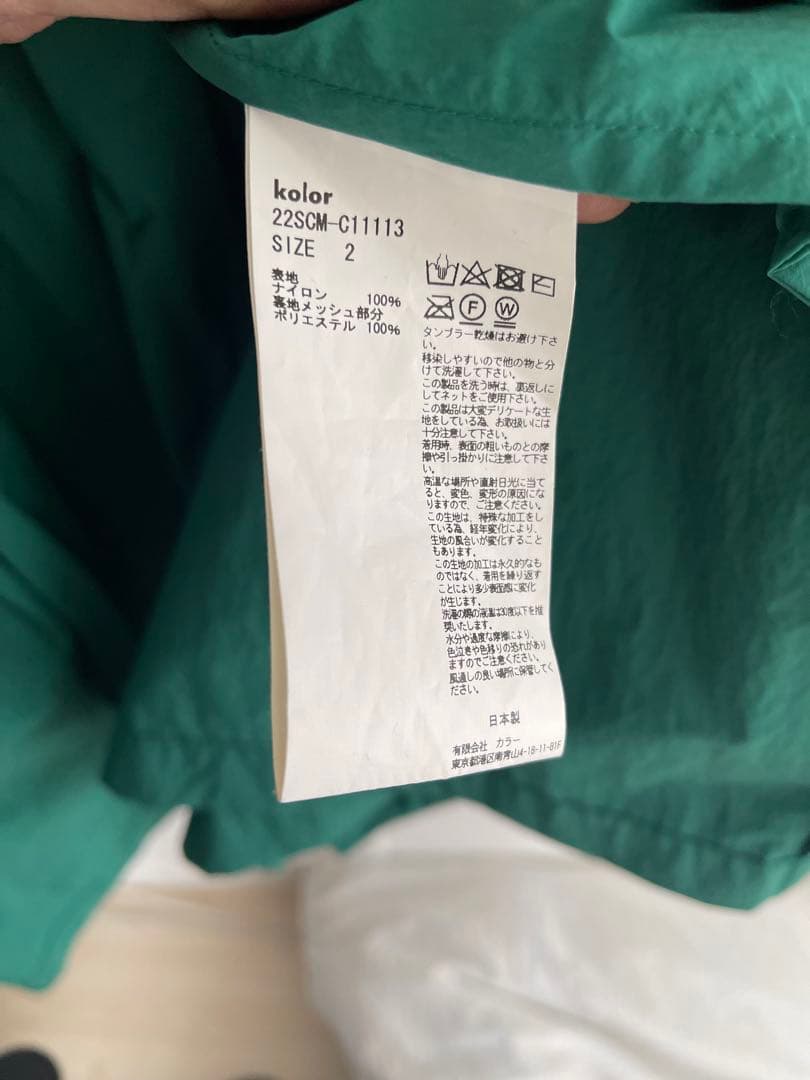 kolor
22SCM-C11113
SIZE 2
表地
ナイロン 100%
裏地メッシュ部分
ポリエステル 100%
F
W
タンブラー乾燥はお避け下さ
い。
移染しやすいので他の物と分
けて洗濯して下さい。
この製品を洗う時は、裏返しに
してネットをご使用下さい。
この製品は大変デリケートな生
地をしている為、お取扱いには
十分注意して下さい。
着用時、表面の粗いものとの摩
擦や引っ掛かりに注意して下さ
い。
高温な場所や直射日光に当て
ると、変色、変形の原因にな
りますので、ご注意ください。
この生地は、特殊な加工をし
ている為、経年変化により、
生地の風合いが変化すること
もあります。
この生地の加工は永久的なも
のではなく、着用を繰り返す
ことにより多少表面感に変化
が生じます。
洗濯の際の液温は30度以下を推
奨いたします。
水分や過度な摩擦により、
色泣きや色移りの恐れがあり
ますのでご注意ください。
風通しの良い場所に保管してく
ださい。
日本製
有限会社 カラー
東京都港区南青山4-18-11-B1F